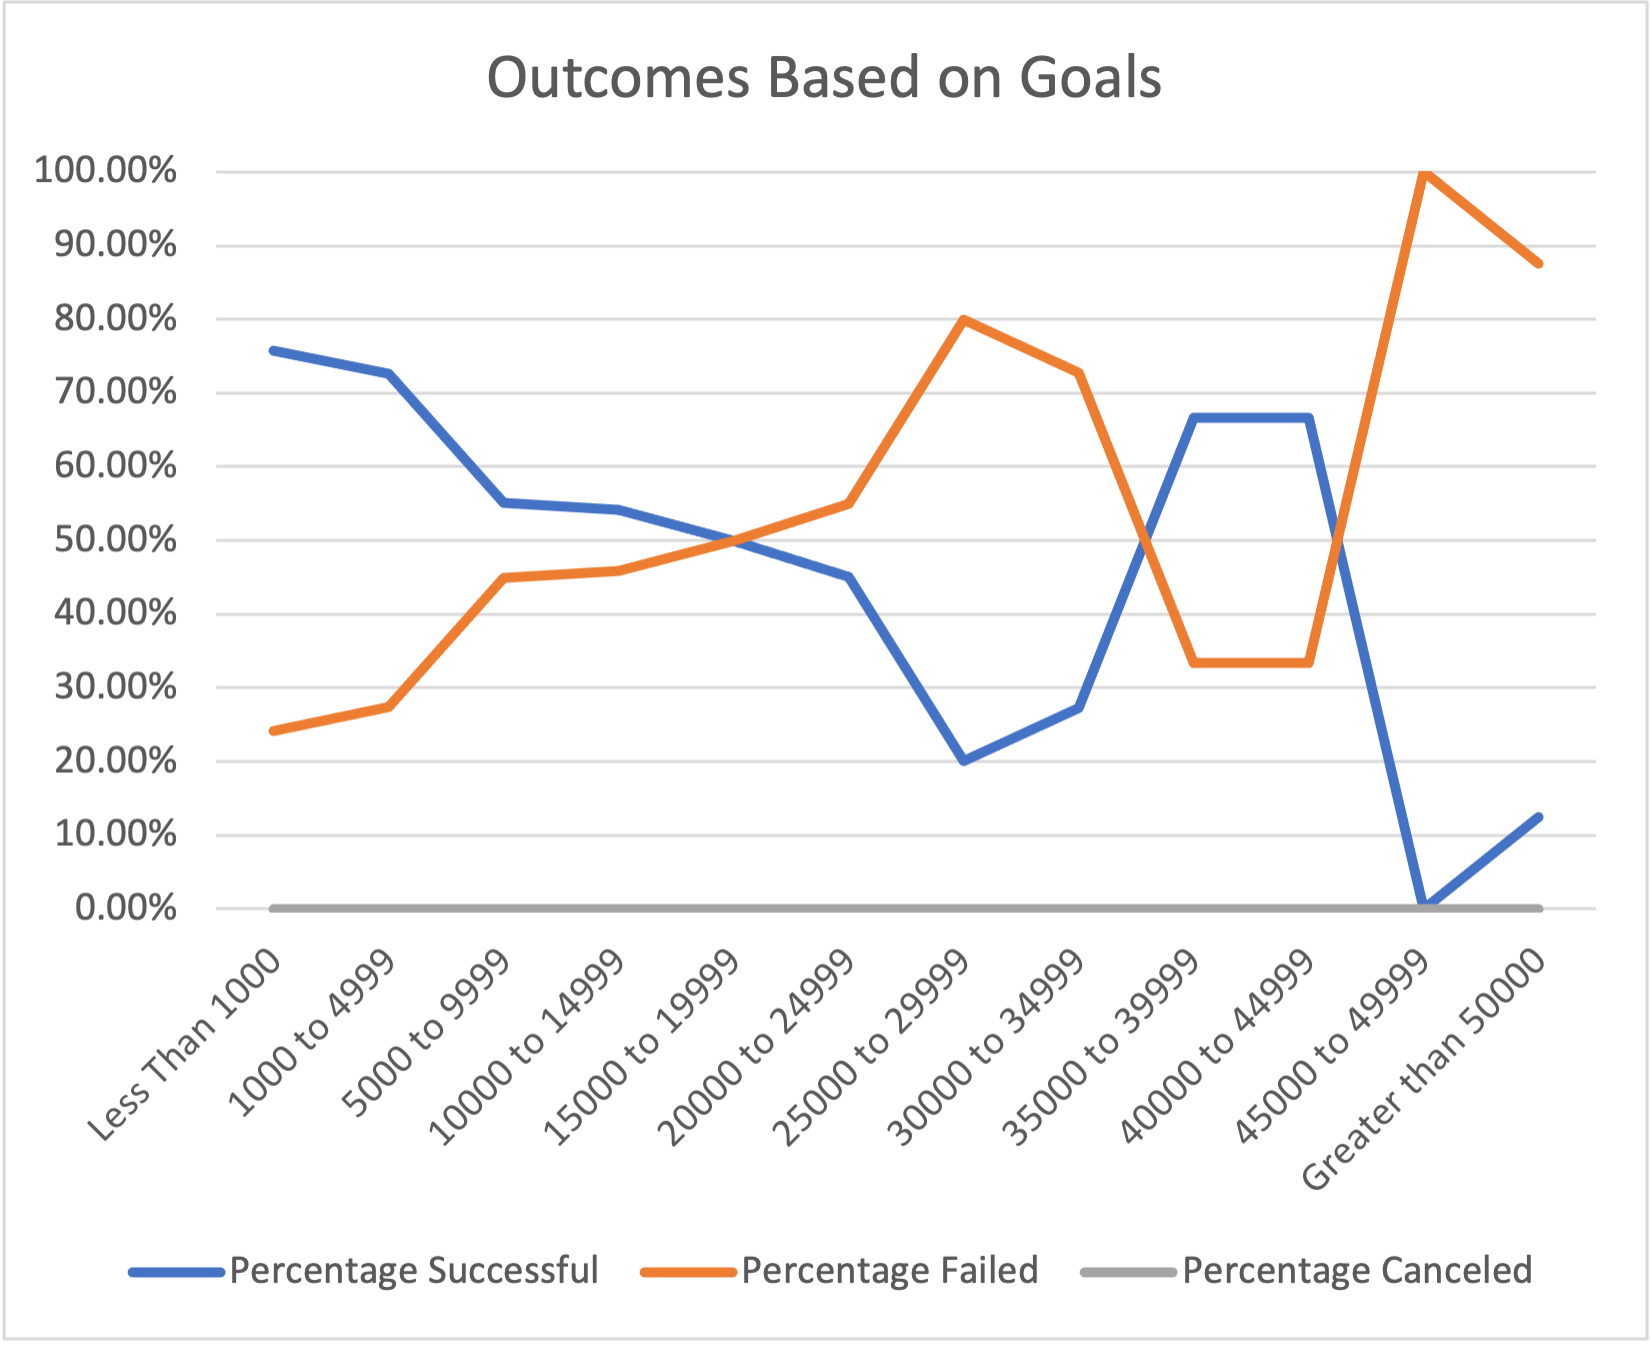 Outcomes Based on Goals
100.00%
90.00%
80.00%
70.00%
60.00%
50.00%
40.00%
30.00%
20.00%
10.00%
0.00%
Less Than 1000
1000 to 4999
5000 to 9999
10000 to 14999
15000 to 19999
20000 to 24999
25000 to 29999
30000 to 34999
35000 to 39999
40000 to 44999
45000 to 49999
Greater than 50000
Percentage Successful
Percentage Failed
Percentage Canceled